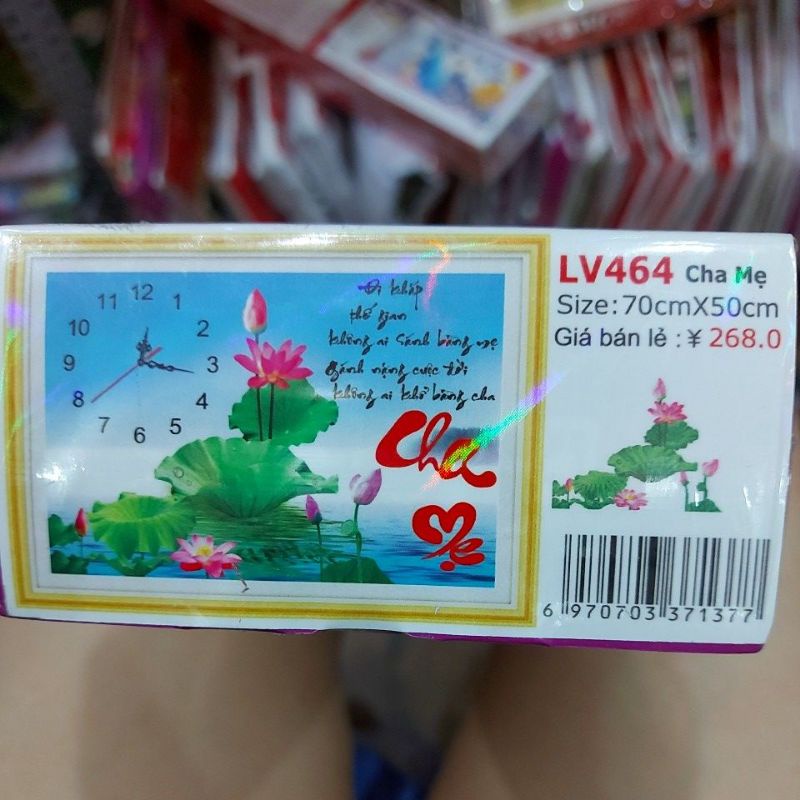 LV464 Cha Mẹ
Size:70cmX50cm
Giá bán lẻ : ¥ 268.0
Đi khắp
thế gian
không ai sánh bằng mẹ
Gánh nặng cuộc đời
không ai khổ bằng cha
Cha
Mẹ
12
11 1
10 2
9 3
8 4
7 5
6
6 970703 371377